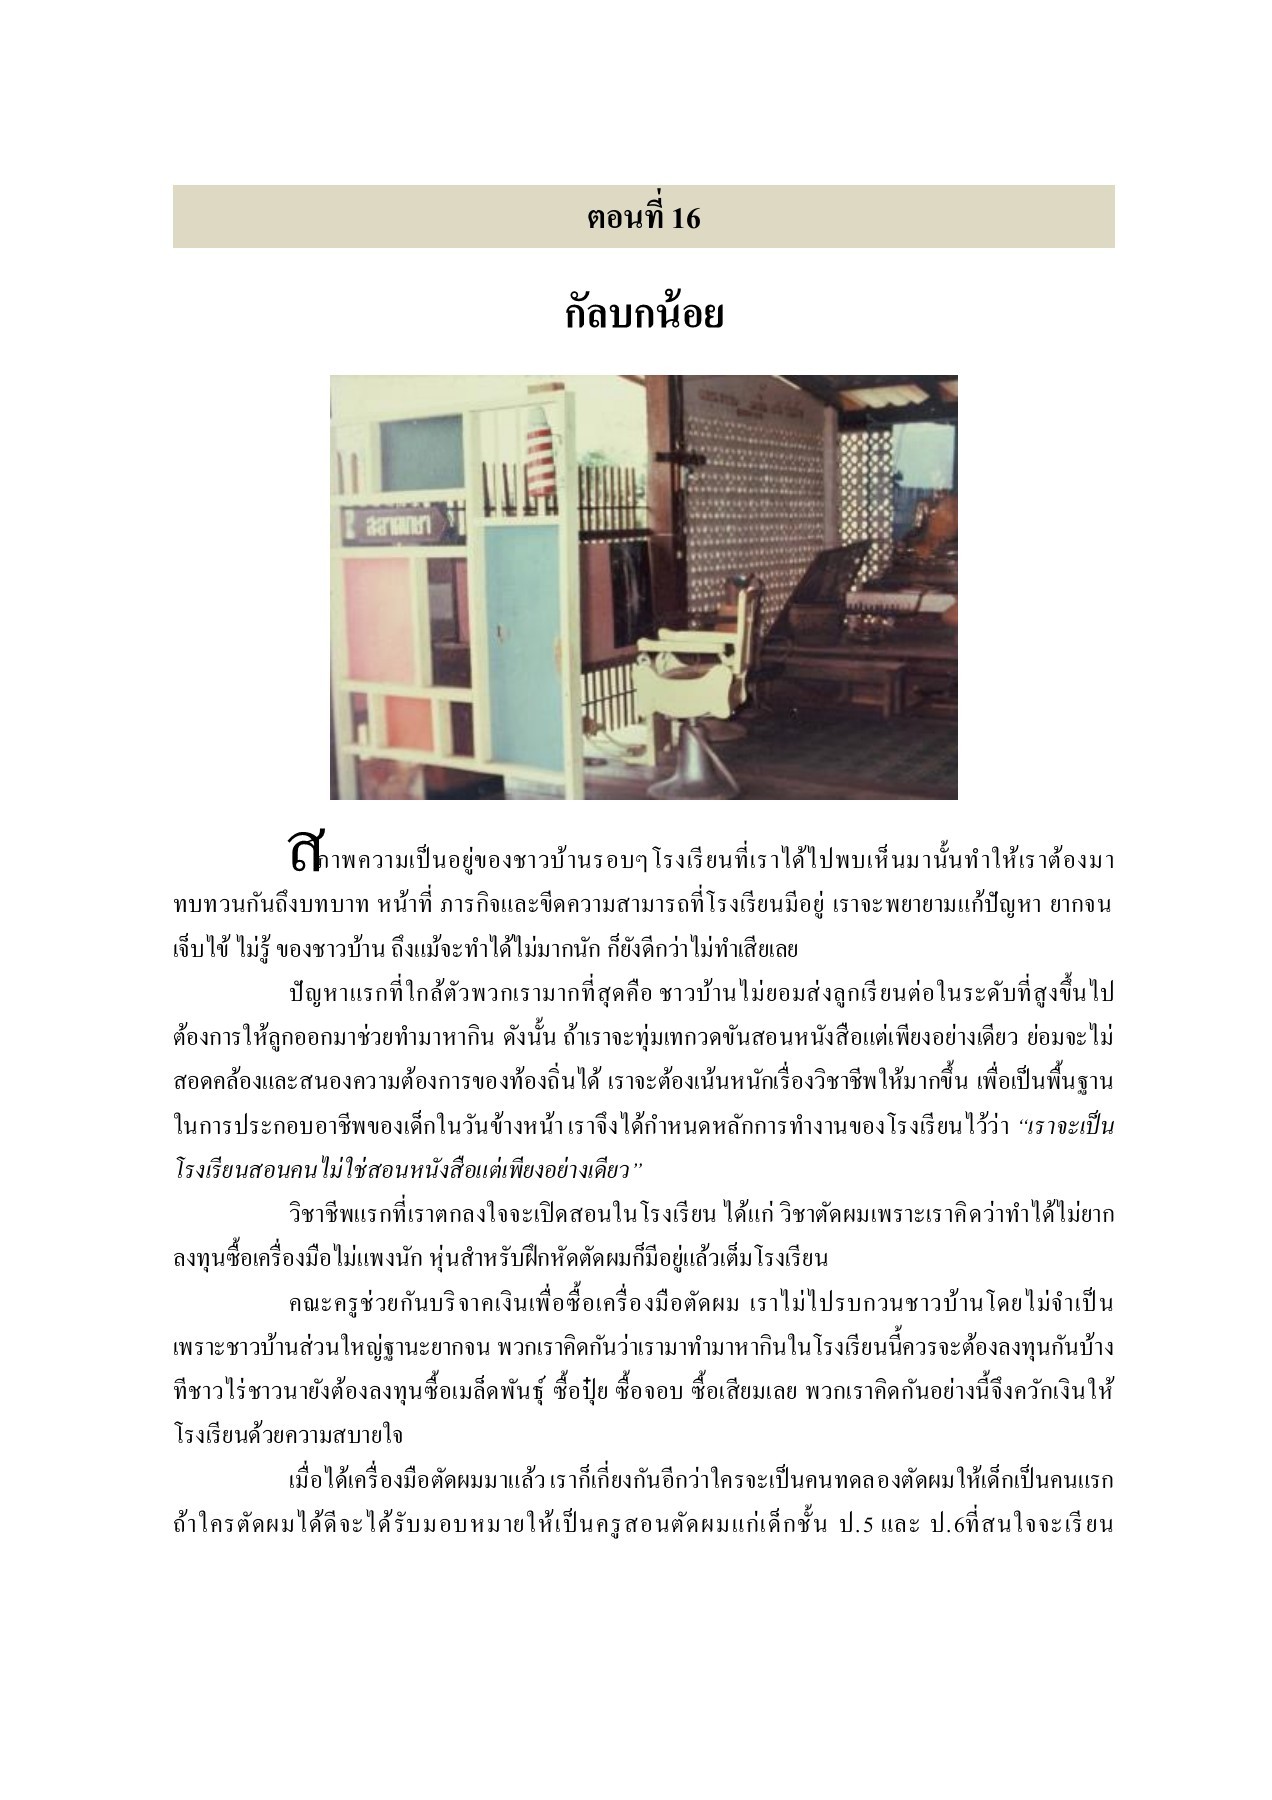 ตอนที่ 16
กัลบกน้อย
สภาพความเป็นอยู่ของชาวบ้านรอบๆ โรงเรียนที่เราได้ไปพบเห็นมานั้นทำให้เราต้องมา
ทบทวนกันถึงบทบาท หน้าที่ ภารกิจและขีดความสามารถที่โรงเรียนมีอยู่ เราจะพยายามแก้ปัญหา ยากจน
เจ็บไข้ ไม่รู้ ของชาวบ้าน ถึงแม้จะทำได้ไม่มากนัก ก็ยังดีกว่าไม่ทำเสียเลย
ปัญหาแรกที่ใกล้ตัวพวกเรามากที่สุดคือ ชาวบ้านไม่ยอมส่งลูกเรียนต่อในระดับที่สูงขึ้นไป
ต้องการให้ลูกออกมาช่วยทำมาหากิน ดังนั้น ถ้าเราจะทุ่มเทกวดขันสอนหนังสือแต่เพียงอย่างเดียว ย่อมจะไม่
สอดคล้องและสนองความต้องการของท้องถิ่นได้ เราจะต้องเน้นหนักเรื่องวิชาชีพให้มากขึ้น เพื่อเป็นพื้นฐาน
ในการประกอบอาชีพของเด็กในวันข้างหน้า เราจึงได้กำหนดหลักการทำงานของโรงเรียนไว้ว่า “เราจะเป็น
โรงเรียนสอนคน ไม่ใช่สอนหนังสือแต่เพียงอย่างเดียว”
วิชาชีพแรกที่เราตกลงใจจะเปิดสอนในโรงเรียน ได้แก่ วิชาตัดผมเพราะเราคิดว่าทำได้ไม่ยาก
ลงทุนซื้อเครื่องมือไม่แพงนัก หุ่นสำหรับฝึกหัดตัดผมก็มีอยู่แล้วเต็มโรงเรียน
คณะครูช่วยกันบริจาคเงินเพื่อซื้อเครื่องมือตัดผม เราไม่ไปรบกวนชาวบ้านโดยไม่จำเป็น
เพราะชาวบ้านส่วนใหญ่ฐานะยากจน พวกเราคิดกันว่าเรามาทำมาหากินในโรงเรียนนี้ควรจะต้องลงทุนกันบ้าง
ทีชาวไร่ชาวนายังต้องลงทุนซื้อเมล็ดพันธุ์ ซื้อปุ๋ย ซื้อจอบ ซื้อเสียมเลย พวกเราคิดกันอย่างนี้จึงควักเงินให้
โรงเรียนด้วยความสบายใจ
เมื่อได้เครื่องมือตัดผมมาแล้ว เราก็เกี่ยงกันอีกว่าใครจะเป็นคนทดลองตัดผมให้เด็กเป็นคนแรก
ถ้าใครตัดผมได้ดีจะได้รับมอบหมายให้เป็นครูสอนตัดผมแก่เด็กชั้น ป.5 และ ป.6ที่สนใจจะเรียน